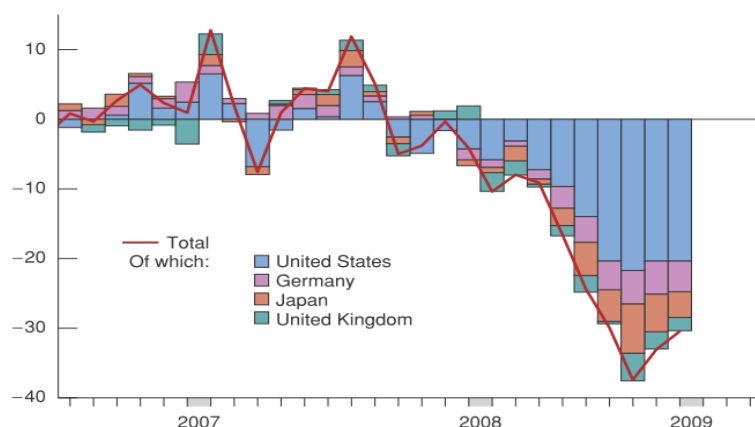 10
0
−10
−20
−30
−40
Total
Of which:
United States
Germany
Japan
United Kingdom
2007
2008
2009